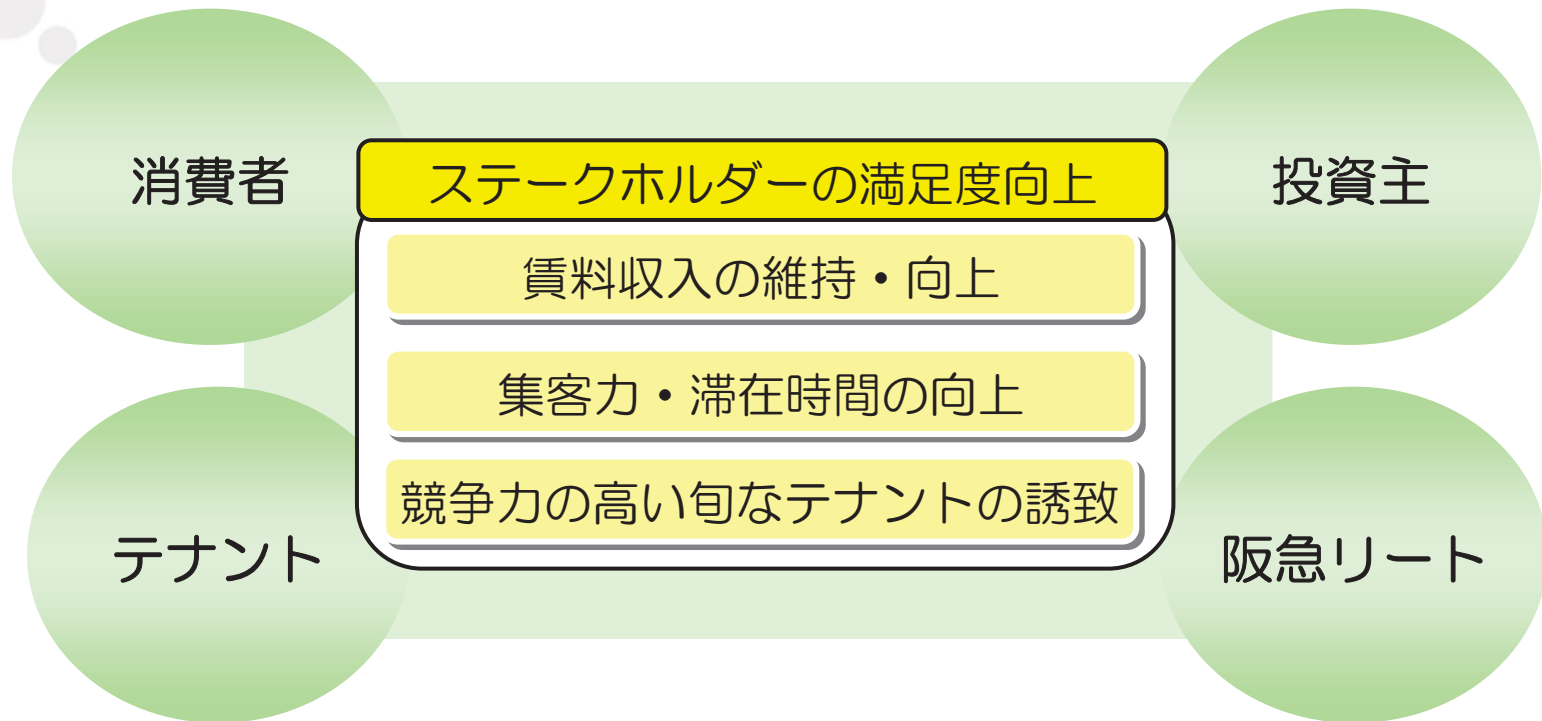 消費者
ステークホルダーの満足度向上
投資主
賃料収入の維持・向上
集客力・滞在時間の向上
競争力の高い旬なテナントの誘致
テナント
阪急リート